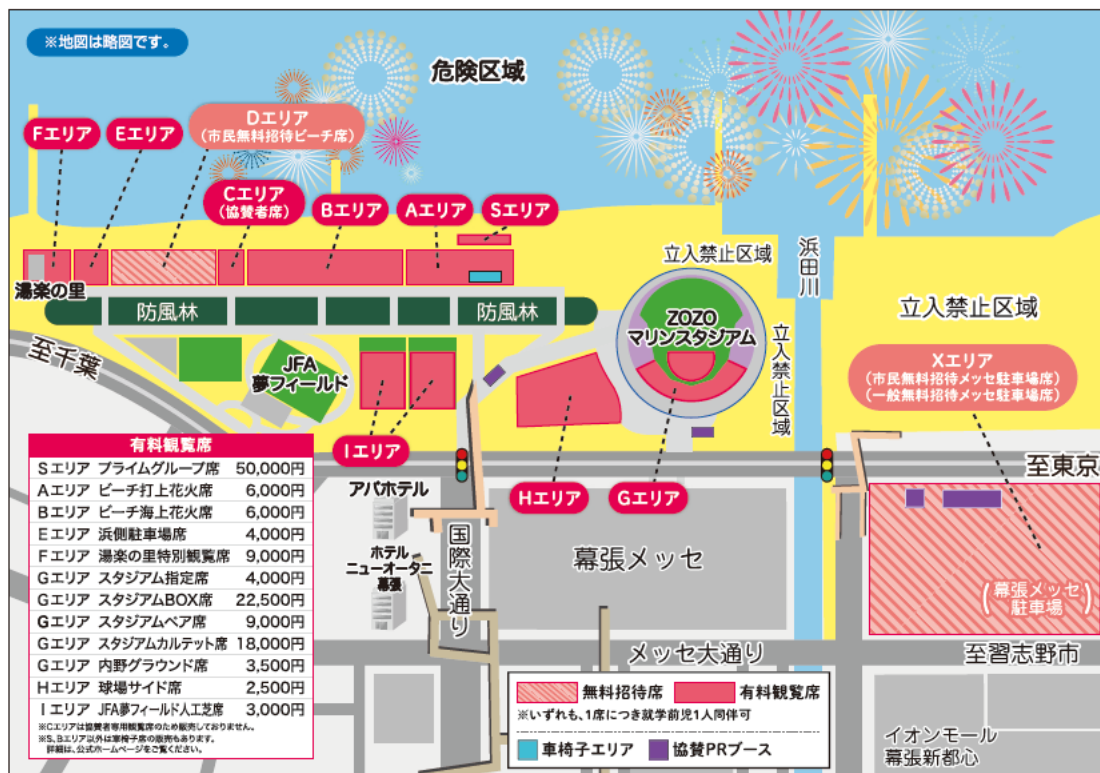 ※地図は略図です。
危険区域
Dエリア
(市民無料招待ビーチ席)
Fエリア
Eエリア
Cエリア
(協賛者席)
Bエリア
Aエリア
Sエリア
立入禁止区域
浜田川
湯楽の里
防風林
防風林
ZOZO
マリンスタジアム
立入禁止区域
立入禁止区域
至千葉
JFA
夢フィールド
Xエリア
(市民無料招待メッセ駐車場席)
(一般無料招待メッセ駐車場席)
Iエリア
Hエリア
Gエリア
至東京
有料観覧席
Sエリア プライムグループ席 50,000円
Aエリア ビーチ打上花火席 6,000円
Bエリア ビーチ海上花火席 6,000円
Eエリア 浜側駐車場席 4,000円
Fエリア 湯楽の里特別観覧席 9,000円
Gエリア スタジアム指定席 4,000円
Gエリア スタジアムBOX席 22,500円
Gエリア スタジアムペア席 9,000円
Gエリア スタジアムカルテット席 18,000円
Gエリア 内野グラウンド席 3,500円
Hエリア 球場サイド席 2,500円
Iエリア JFA夢フィールド人工芝席 3,000円
※Cエリアは協賛者専用観覧席のため販売しておりません。
※S、Bエリア以外は車椅子席の販売もあります。
詳細は、公式ホームページをご覧ください。
アパホテル
ホテル
ニューオータニ
幕張
国際大通り
幕張メッセ
(幕張メッセ
駐車場)
メッセ大通り
至習志野市
無料招待席
有料観覧席
※いずれも、1席につき就学前児1人同伴可
車椅子エリア
協賛PRブース
イオンモール
幕張新都心